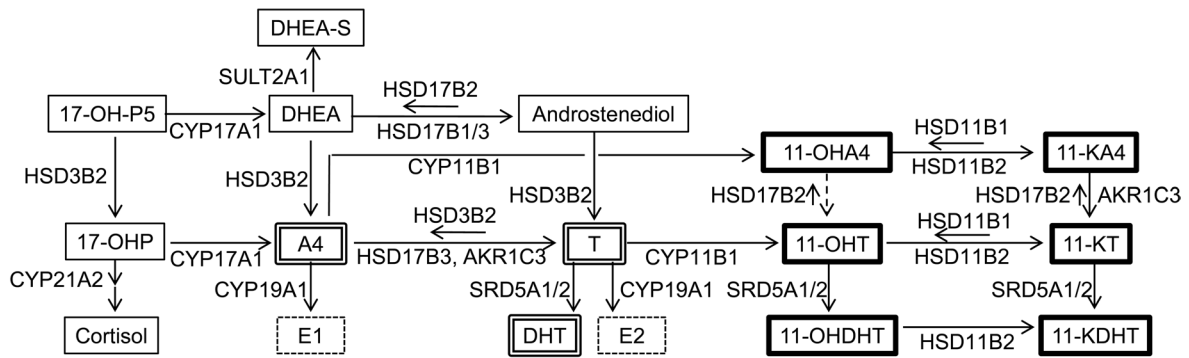 DHEA-S
SULT2A1
HSD17B2
17-OH-P5
DHEA
Androstenediol
CYP17A1
HSD17B1/3
HSD11B1
11-OHA4
11-KA4
CYP11B1
HSD11B2
HSD3B2
HSD3B2
HSD3B2
HSD17B2
HSD17B2
AKR1C3
HSD3B2
HSD11B1
17-OHP
A4
T
11-OHT
11-KT
CYP17A1
HSD17B3, AKR1C3
CYP11B1
HSD11B2
CYP21A2
CYP19A1
SRD5A1/2
CYP19A1
SRD5A1/2
SRD5A1/2
Cortisol
E1
DHT
E2
11-OHDHT
11-KDHT
HSD11B2